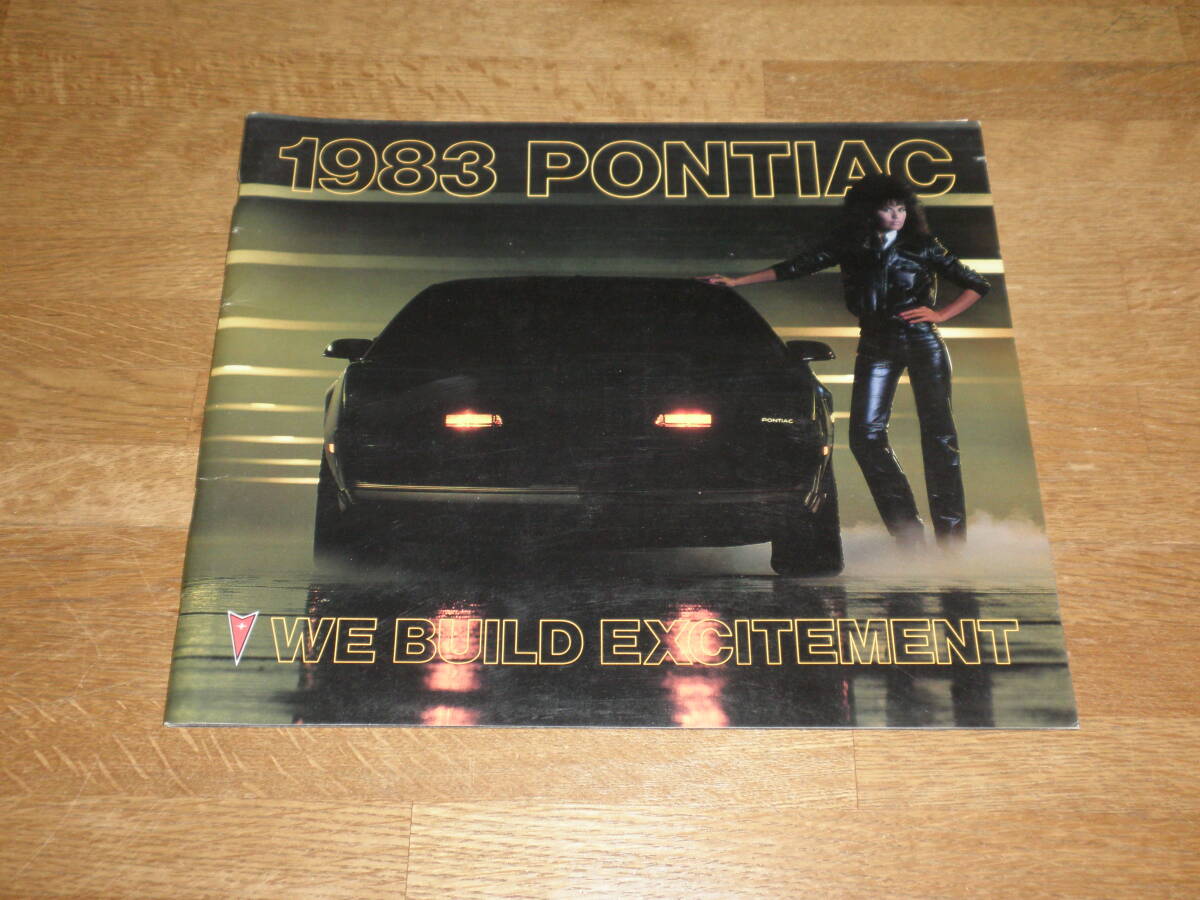 1983 PONTIAC
PONTIAC
WE BUILD EXCITEMENT